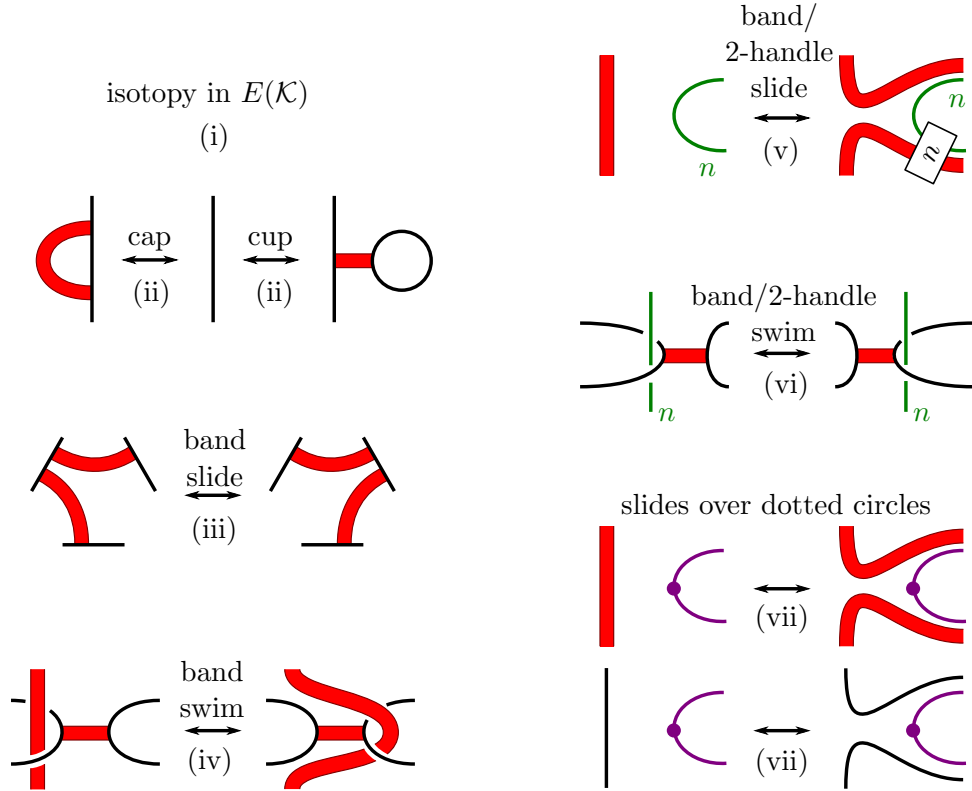 isotopy in $E(\mathcal{K})$
(i)
cap
(ii)
cup
(ii)
band
slide
(iii)
band
swim
(iv)
band/
2-handle
slide
(v)
n
n
n
band/2-handle
swim
(vi)
n
n
slides over dotted circles
(vii)
(vii)